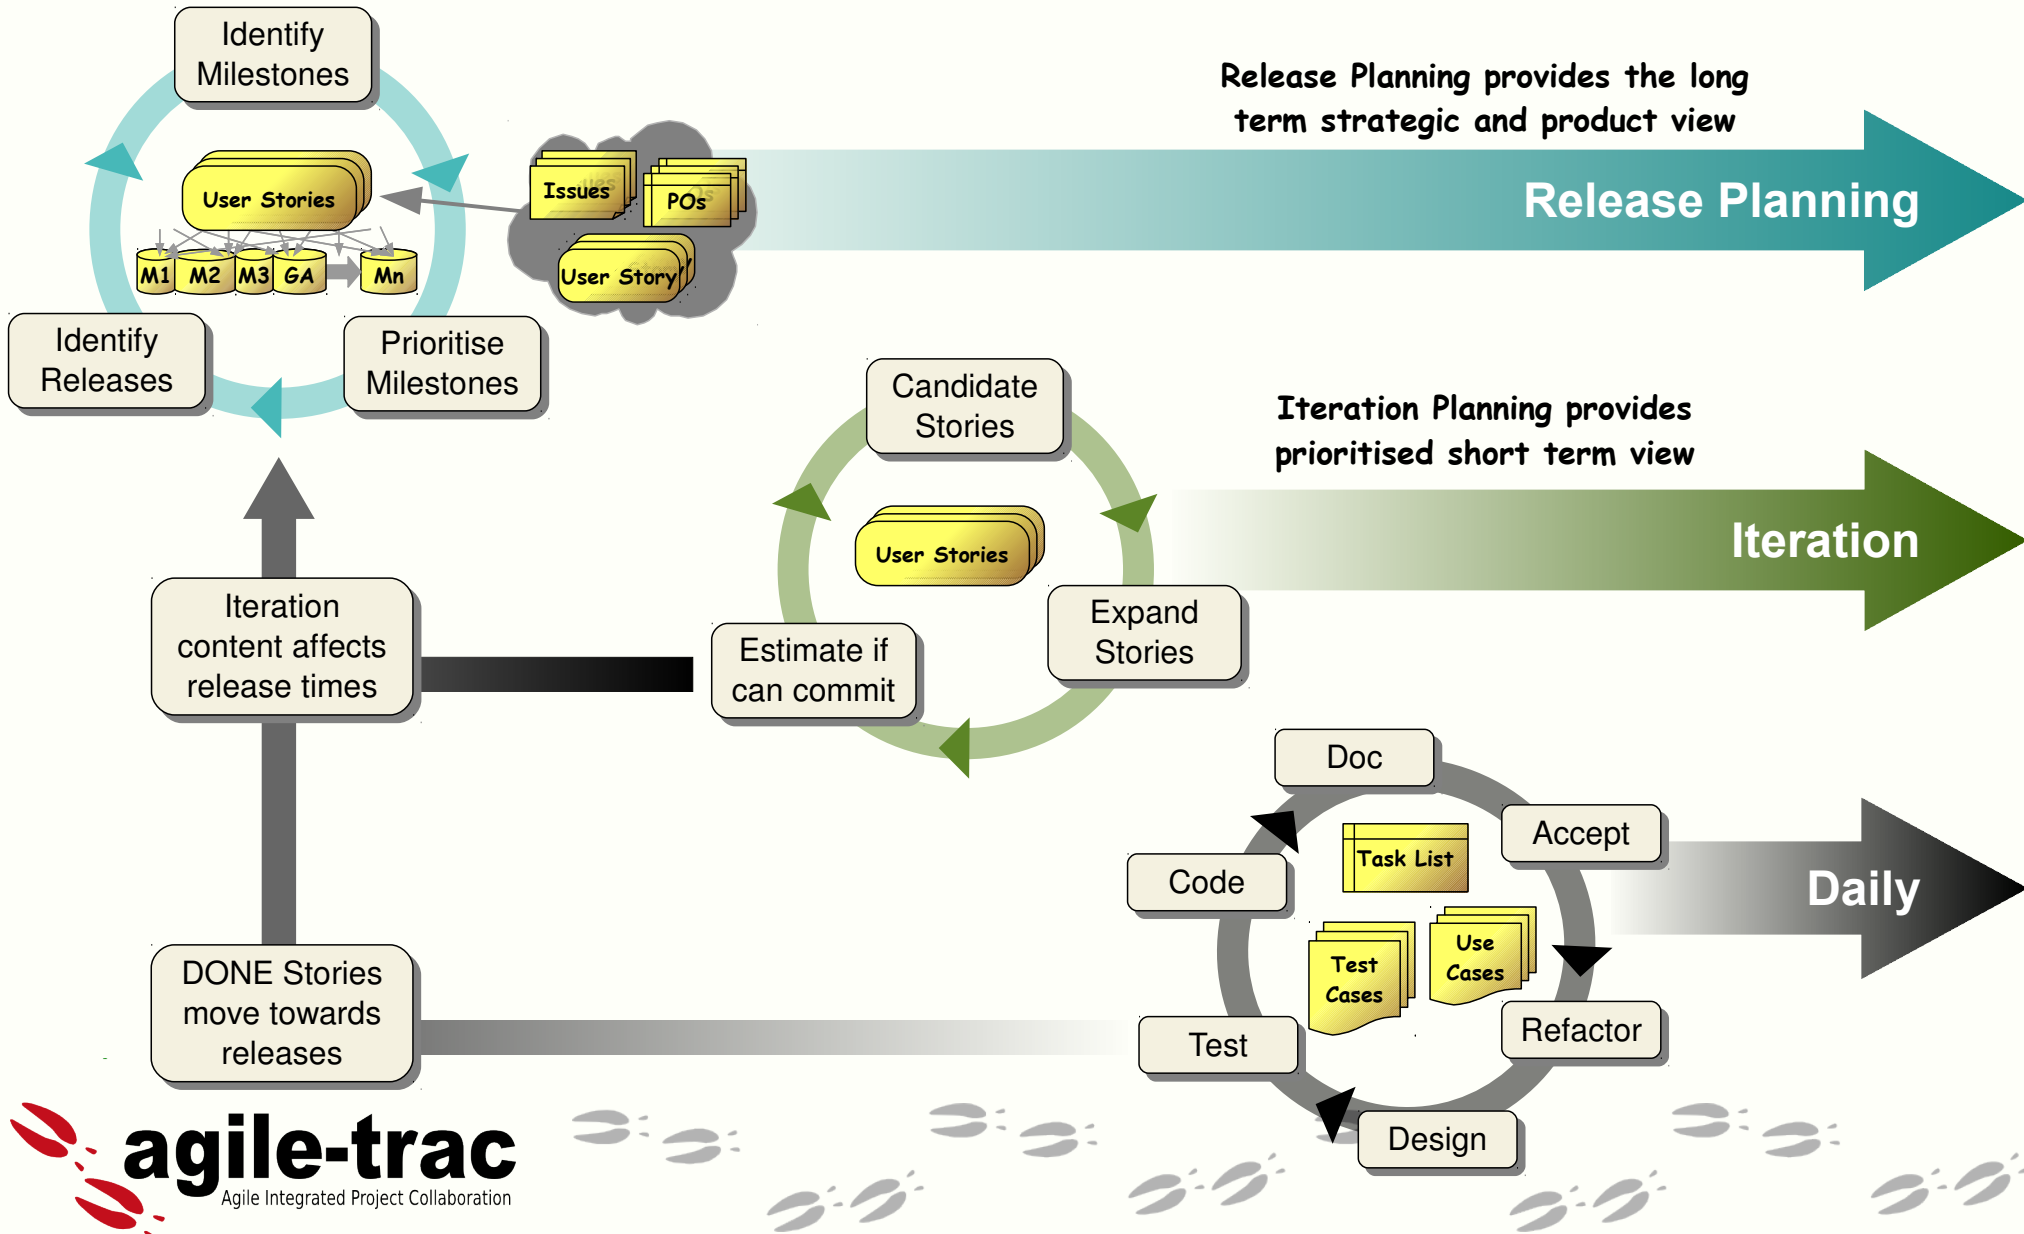 Identify
Milestones
Release Planning provides the long
term strategic and product view
User Stories
Issues
POs
User Story
Release Planning
M1
M2
M3
GA
Mn
Identify
Releases
Prioritise
Milestones
Candidate
Stories
Iteration Planning provides
prioritised short term view
User Stories
Iteration
Iteration
content affects
release times
Estimate if
can commit
Expand
Stories
Doc
Accept
Task List
Code
Daily
Test
Cases
Use
Cases
DONE Stories
move towards
releases
Test
Refactor
Design
agile-trac
Agile Integrated Project Collaboration